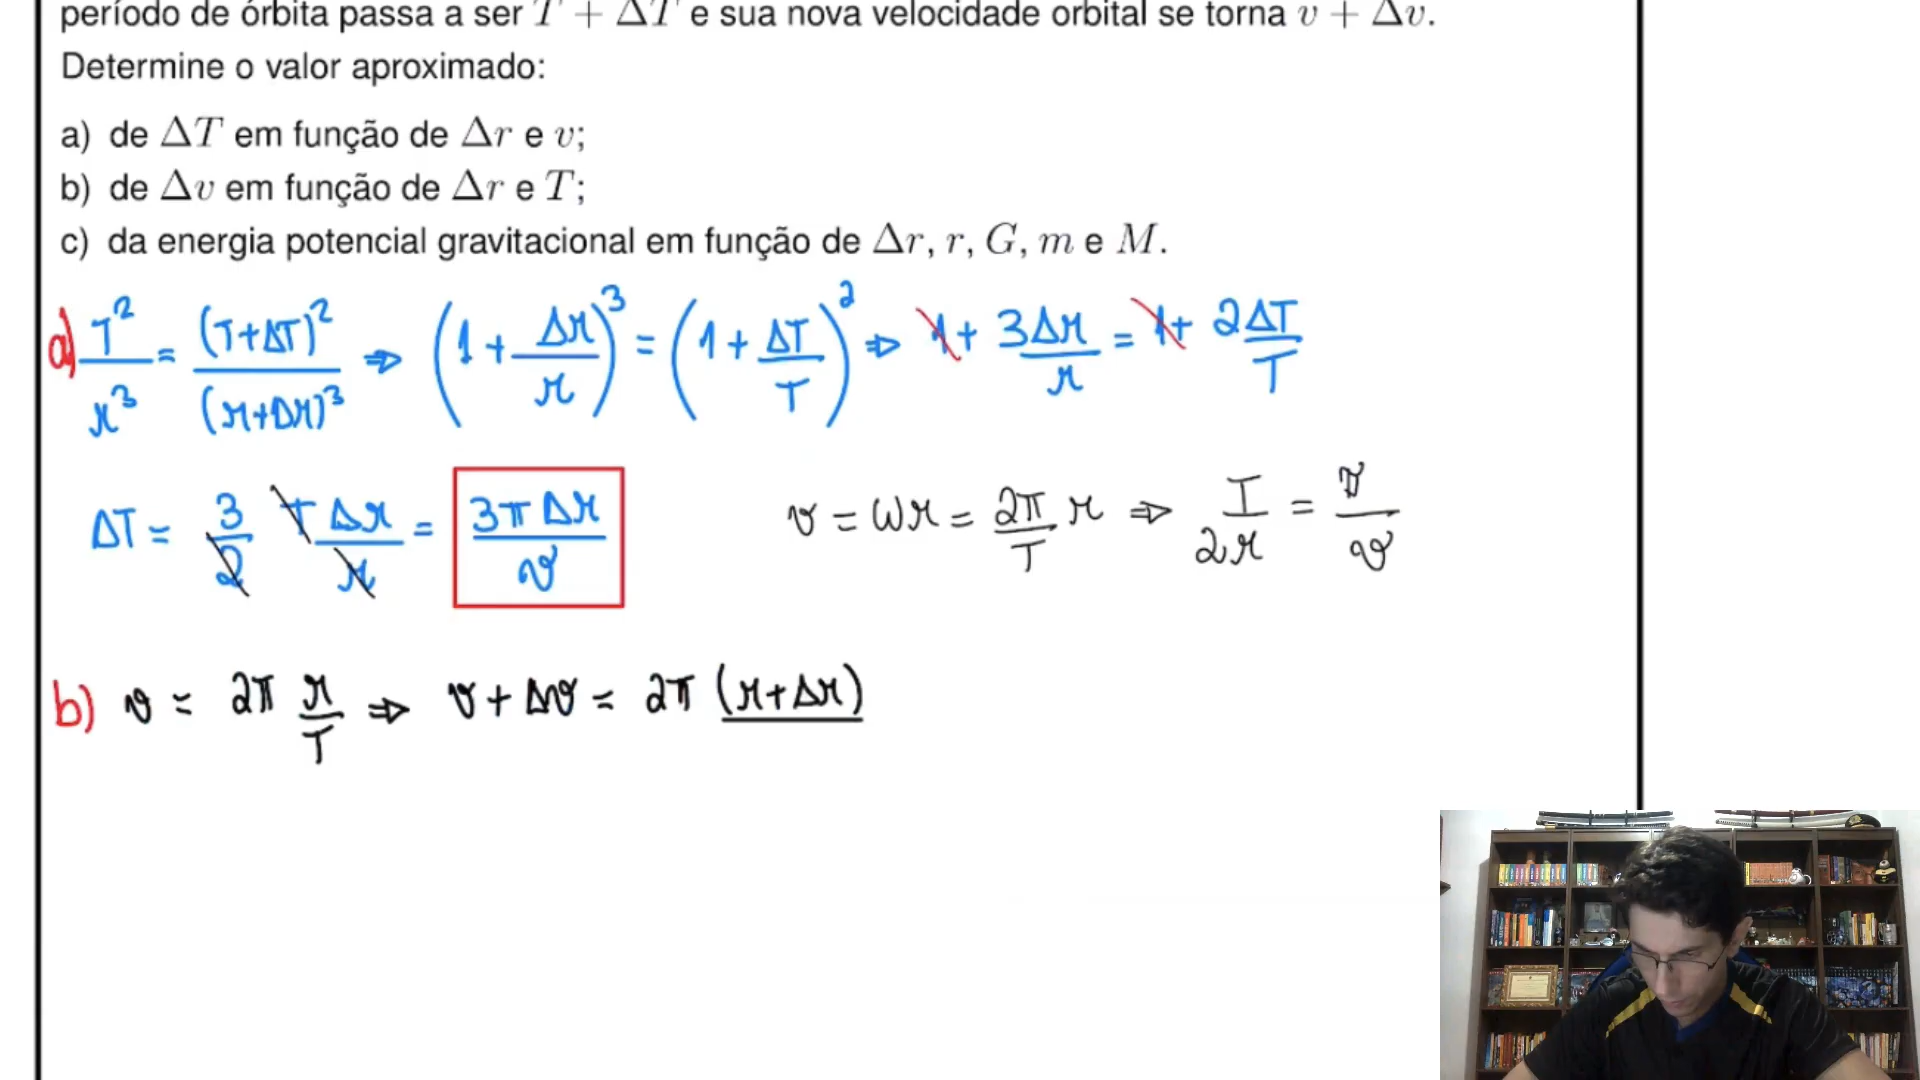 período de órbita passa a ser T + ΔT e sua nova velocidade orbital se torna v + Δv.
Determine o valor aproximado:
a) de ΔT em função de Δr e v;
b) de Δv em função de Δr e T;
c) da energia potencial gravitacional em função de Δr, r, G, m e M.
a) T²/r³ = (T+ΔT)²/(r+Δr)³ ⇒ (1 + Δr/r)³ = (1 + ΔT/T)² ⇒ 1 + 3Δr/r = 1 + 2ΔT/T
ΔT = 3/2 TΔr/r = 3πΔr/v
v = ωr = 2π/T r ⇒ T/2r = π/v
b) v = 2π r/T ⇒ v + Δv = 2π (r+Δr)